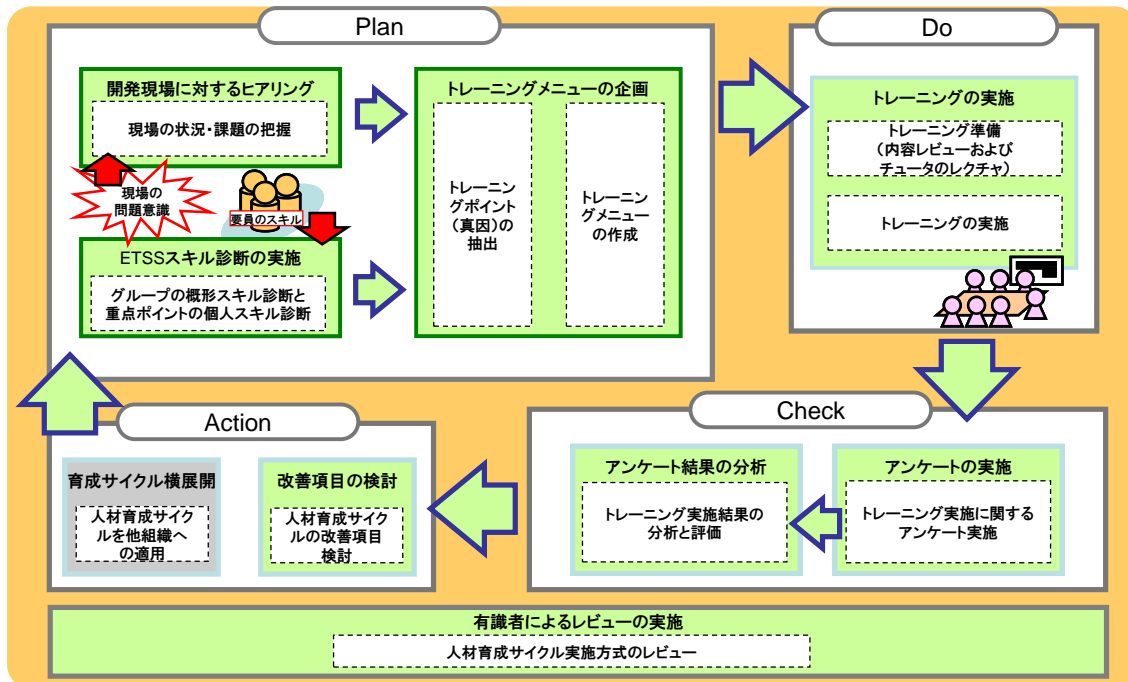 Plan
開発現場に対するヒアリング
現場の状況・課題の把握
現場の
問題意識
要員のスキル
ETSSスキル診断の実施
グループの概形スキル診断と
重点ポイントの個人スキル診断
トレーニングメニューの企画
トレーニン
グポイント
（真因）の
抽出
トレーニン
グメニュー
の作成
Do
トレーニングの実施
トレーニング準備
（内容レビューおよび
チュータのレクチャ）
トレーニングの実施
Check
アンケートの実施
トレーニング実施に関する
アンケート実施
アンケート結果の分析
トレーニング実施結果の
分析と評価
Action
改善項目の検討
人材育成サイク
ルの改善項目
検討
育成サイクル横展開
人材育成サイク
ルを他組織へ
の適用
有識者によるレビューの実施
人材育成サイクル実施方式のレビュー